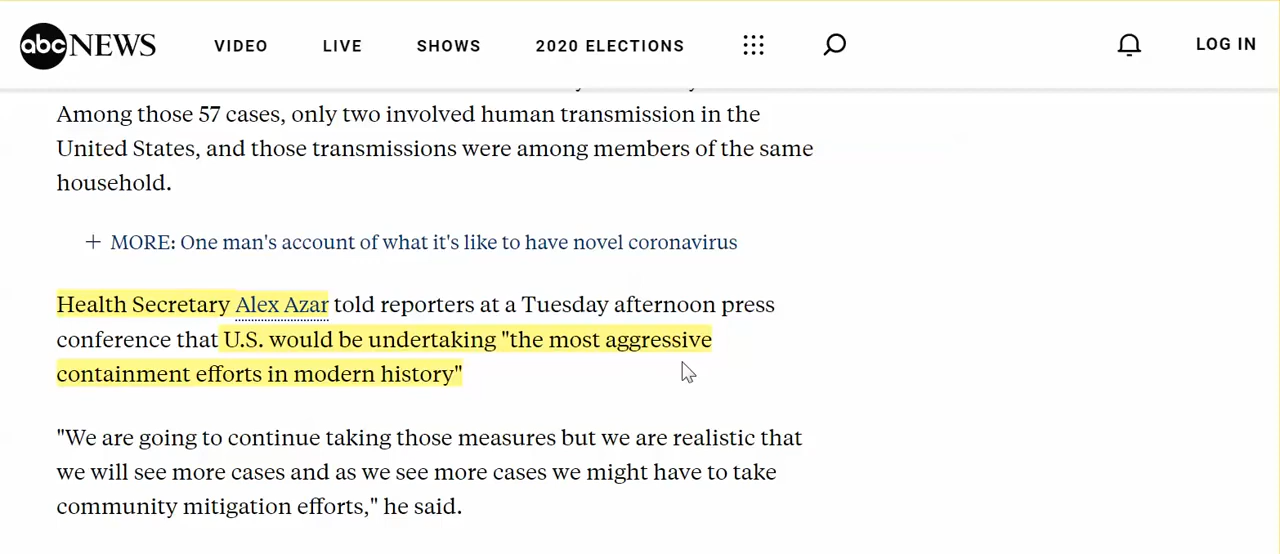 abc NEWS VIDEO LIVE SHOWS 2020 ELECTIONS LOG IN
Among those 57 cases, only two involved human transmission in the
United States, and those transmissions were among members of the same
household.
+ MORE: One man's account of what it's like to have novel coronavirus
Health Secretary Alex Azar told reporters at a Tuesday afternoon press
conference that U.S. would be undertaking "the most aggressive
containment efforts in modern history"
"We are going to continue taking those measures but we are realistic that
we will see more cases and as we see more cases we might have to take
community mitigation efforts," he said.